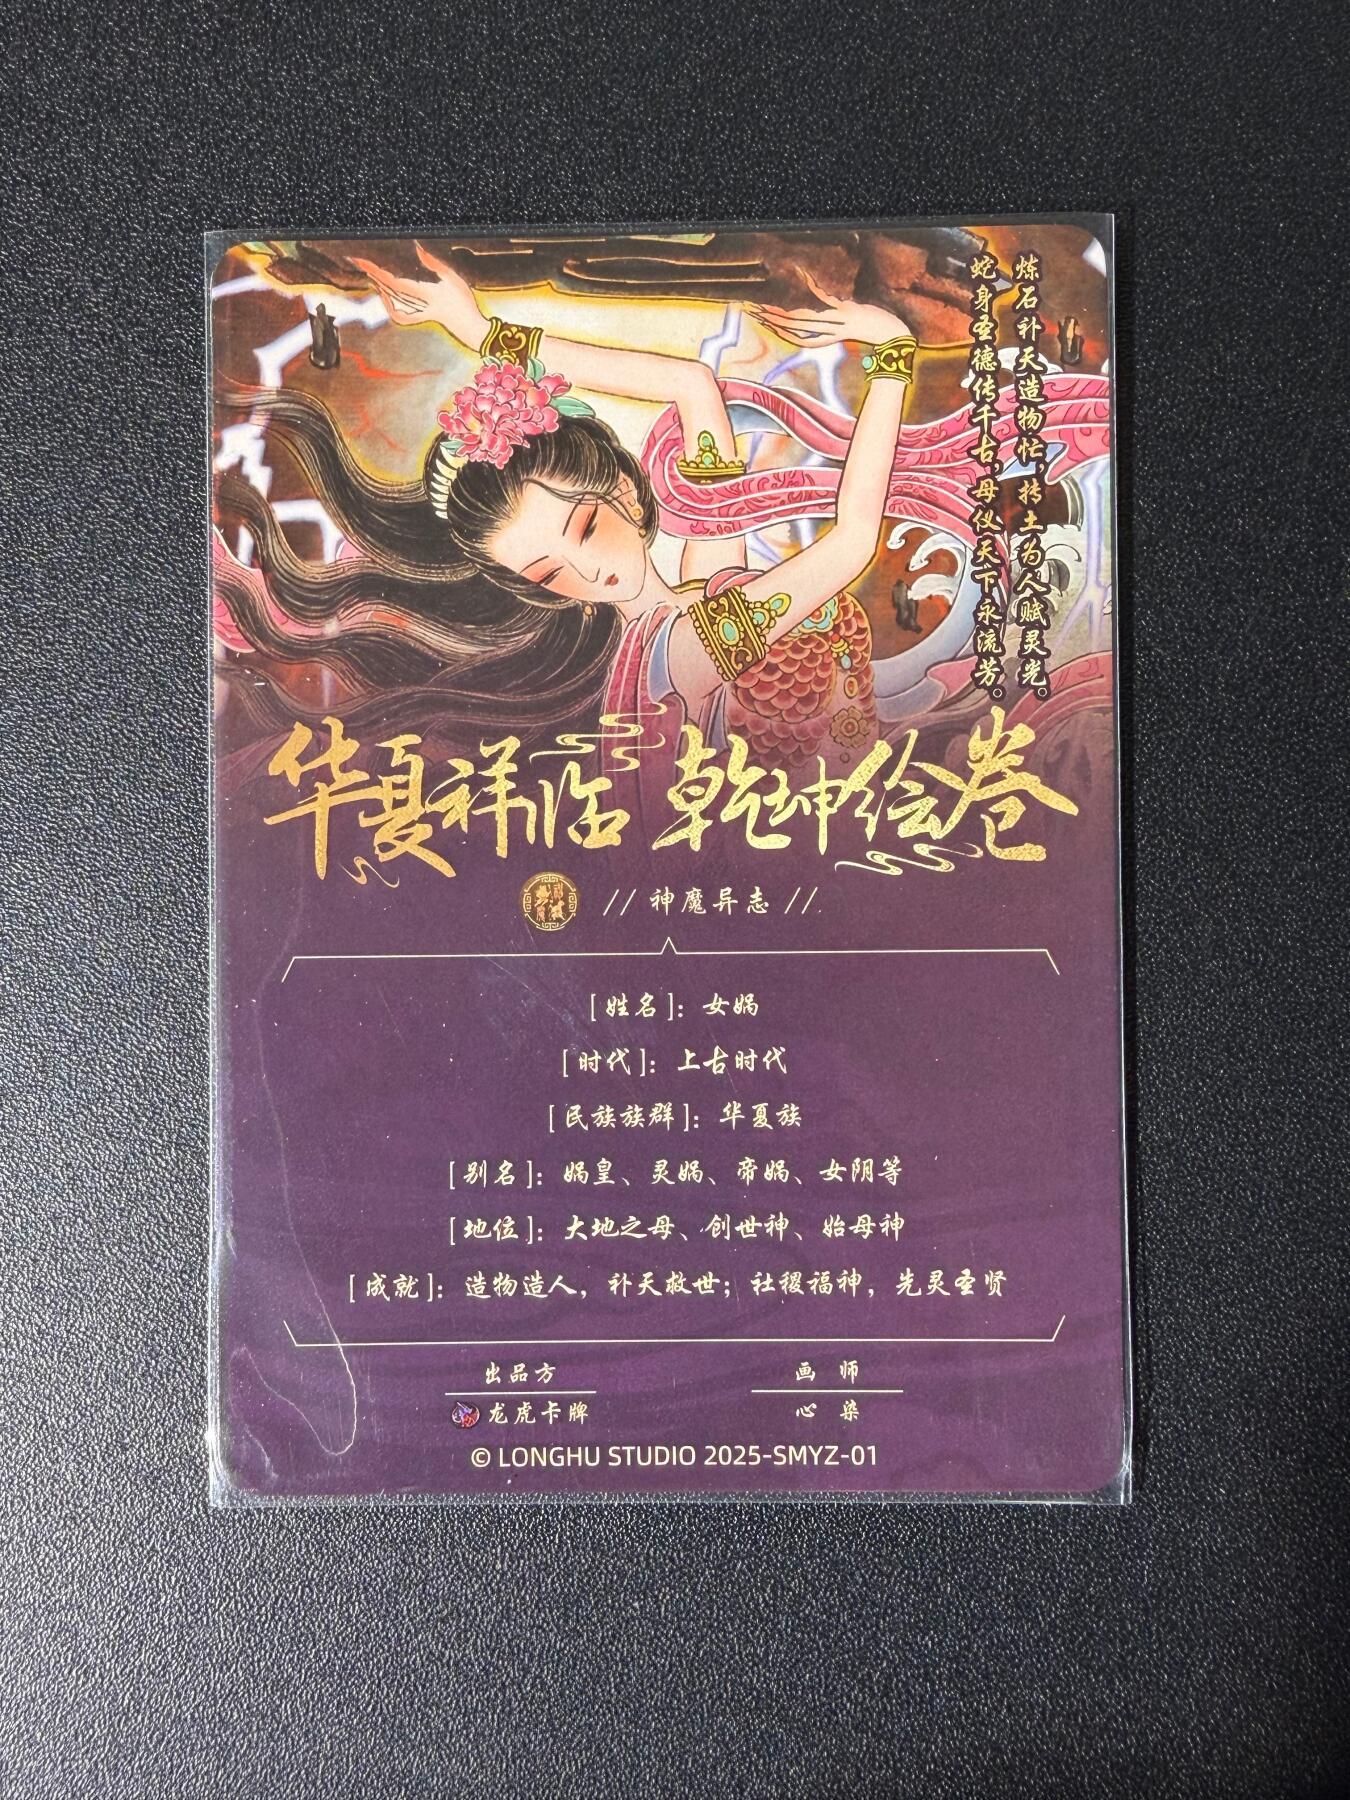 炼石补天造物忙，抟土为人赋灵光。
蛇身圣德传千古，母仪天下永流芳。
华夏祥临 乾坤绘卷
// 神魔异志 //
[姓名]：女娲
[时代]：上古时代
[民族族群]：华夏族
[别名]：娲皇、灵娲、帝娲、女阴等
[地位]：大地之母、创世神、始母神
[成就]：造物造人，补天救世；社稷福神，先灵圣贤
出品方
龙虎卡牌
画 师
心 染
© LONGHU STUDIO 2025-SMYZ-01